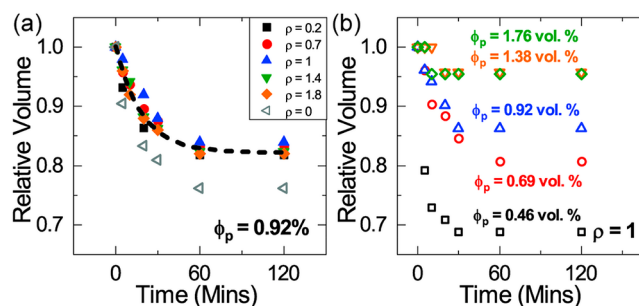 (a)
Relative Volume
1.0
0.9
0.8
0.7
0
60
120
Time (Mins)
ρ = 0.2
ρ = 0.7
ρ = 1
ρ = 1.4
ρ = 1.8
ρ = 0
ϕp = 0.92%
(b)
Relative Volume
1.0
0.9
0.8
0.7
0
60
120
Time (Mins)
ϕp = 1.76 vol. %
ϕp = 1.38 vol. %
ϕp = 0.92 vol. %
ϕp = 0.69 vol. %
ϕp = 0.46 vol. %
ρ = 1